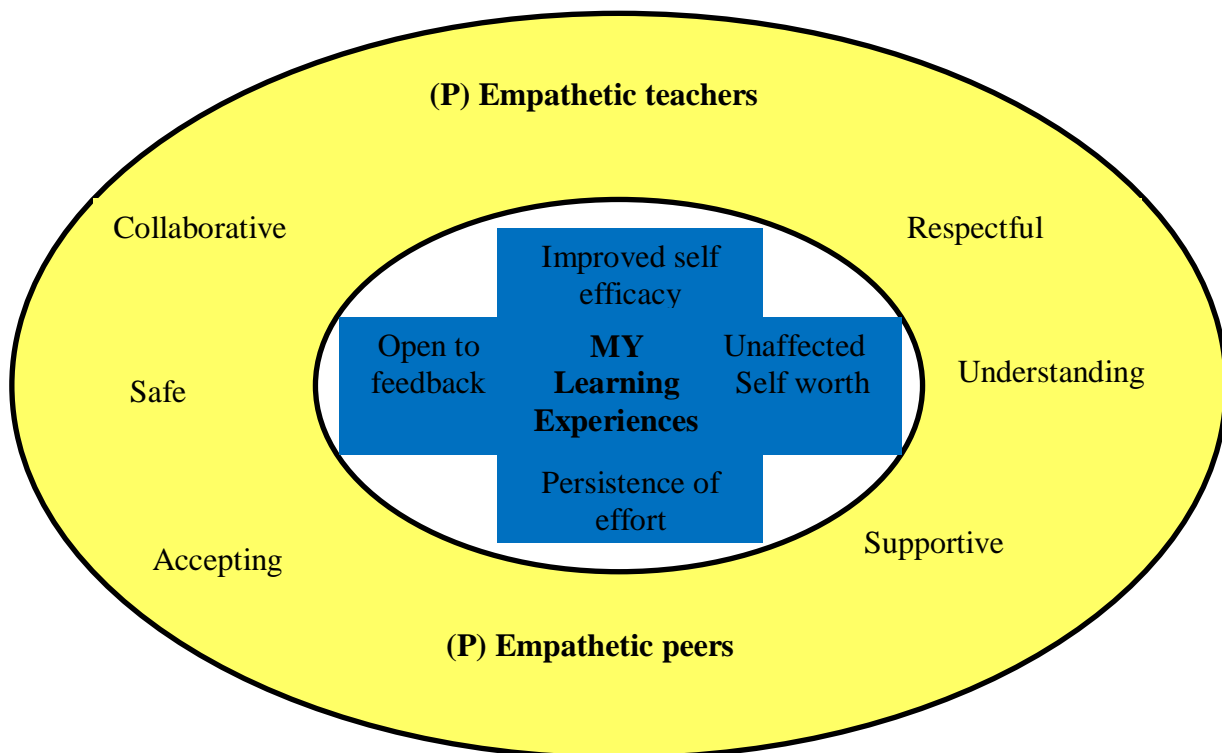 (P) Empathetic teachers
Collaborative
Respectful
Improved self
efficacy
Open to
feedback
MY
Learning
Experiences
Unaffected
Self worth
Understanding
Safe
Persistence of
effort
Supportive
Accepting
(P) Empathetic peers